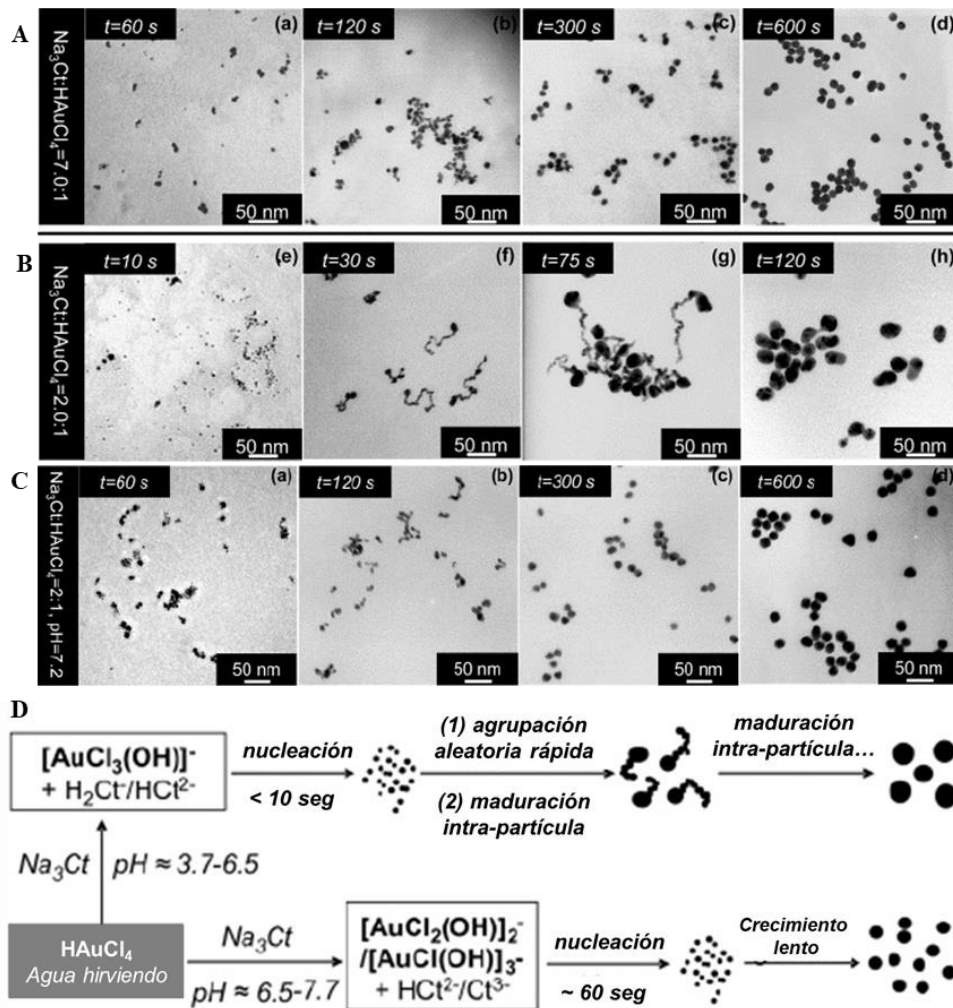 A
Na₃Ct:HAuCl₄=7.0:1
t=60 s
(a)
50 nm
t=120 s
(b)
50 nm
t=300 s
(c)
50 nm
t=600 s
(d)
50 nm
B
Na₃Ct:HAuCl₄=2.0:1
t=10 s
(e)
50 nm
t=30 s
(f)
50 nm
t=75 s
(g)
50 nm
t=120 s
(h)
50 nm
C
Na₃Ct:HAuCl₄=2:1, pH=7.2
t=60 s
(a)
50 nm
t=120 s
(b)
50 nm
t=300 s
(c)
50 nm
t=600 s
(d)
50 nm
D
[AuCl₃(OH)]⁻
+ H₂Ct⁻/HCt²⁻
nucleación
< 10 seg
(1) agrupación
aleatoria rápida
(2) maduración
intra-partícula
maduración
intra-partícula...
Na₃Ct
pH ≈ 3.7-6.5
HAuCl₄
Agua hirviendo
Na₃Ct
pH ≈ 6.5-7.7
[AuCl₂(OH)]₂⁻
/[AuCl(OH)]₃⁻
+ HCt²⁻/Ct³⁻
nucleación
~ 60 seg
Crecimiento
lento